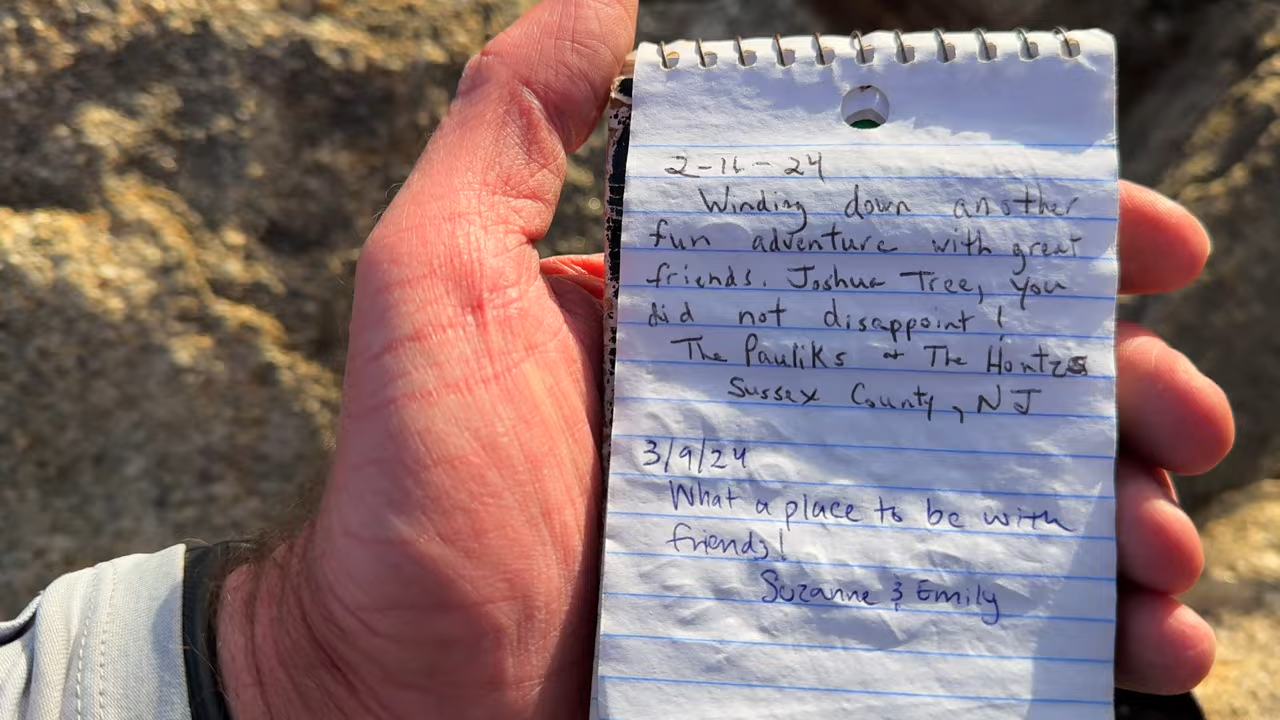 2-16-24
Winding down another
fun adventure with great
friends. Joshua Tree, you
did not disappoint!
The Pauliks + The Hontzs
Sussex County, NJ
3/9/24
What a place to be with
friends!
Suzanne & Emily